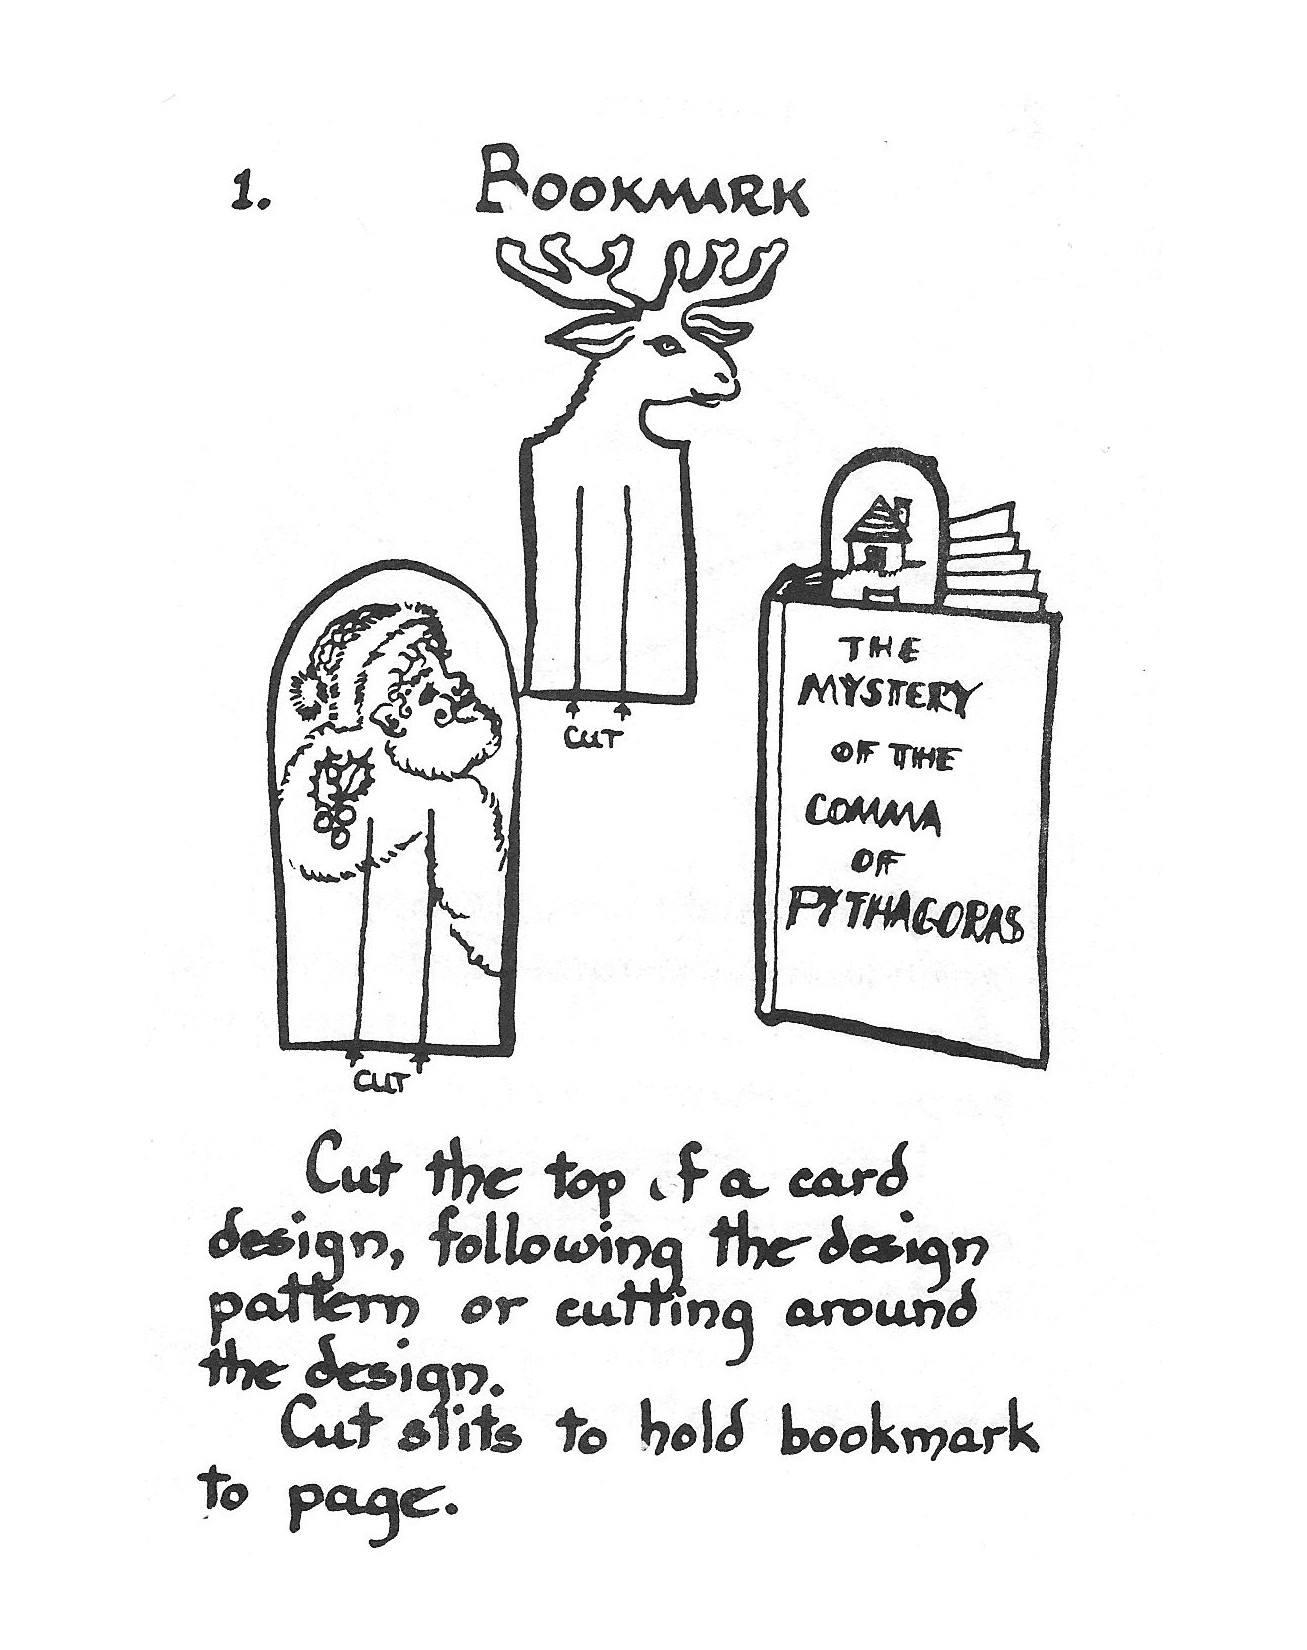 1. BOOKMARK
CUT
THE
MYSTERY
OF THE
COMMA
OF
PYTHAGORAS
CUT
Cut the top of a card
design, following the design
pattern or cutting around
the design.
Cut slits to hold bookmark
to page.